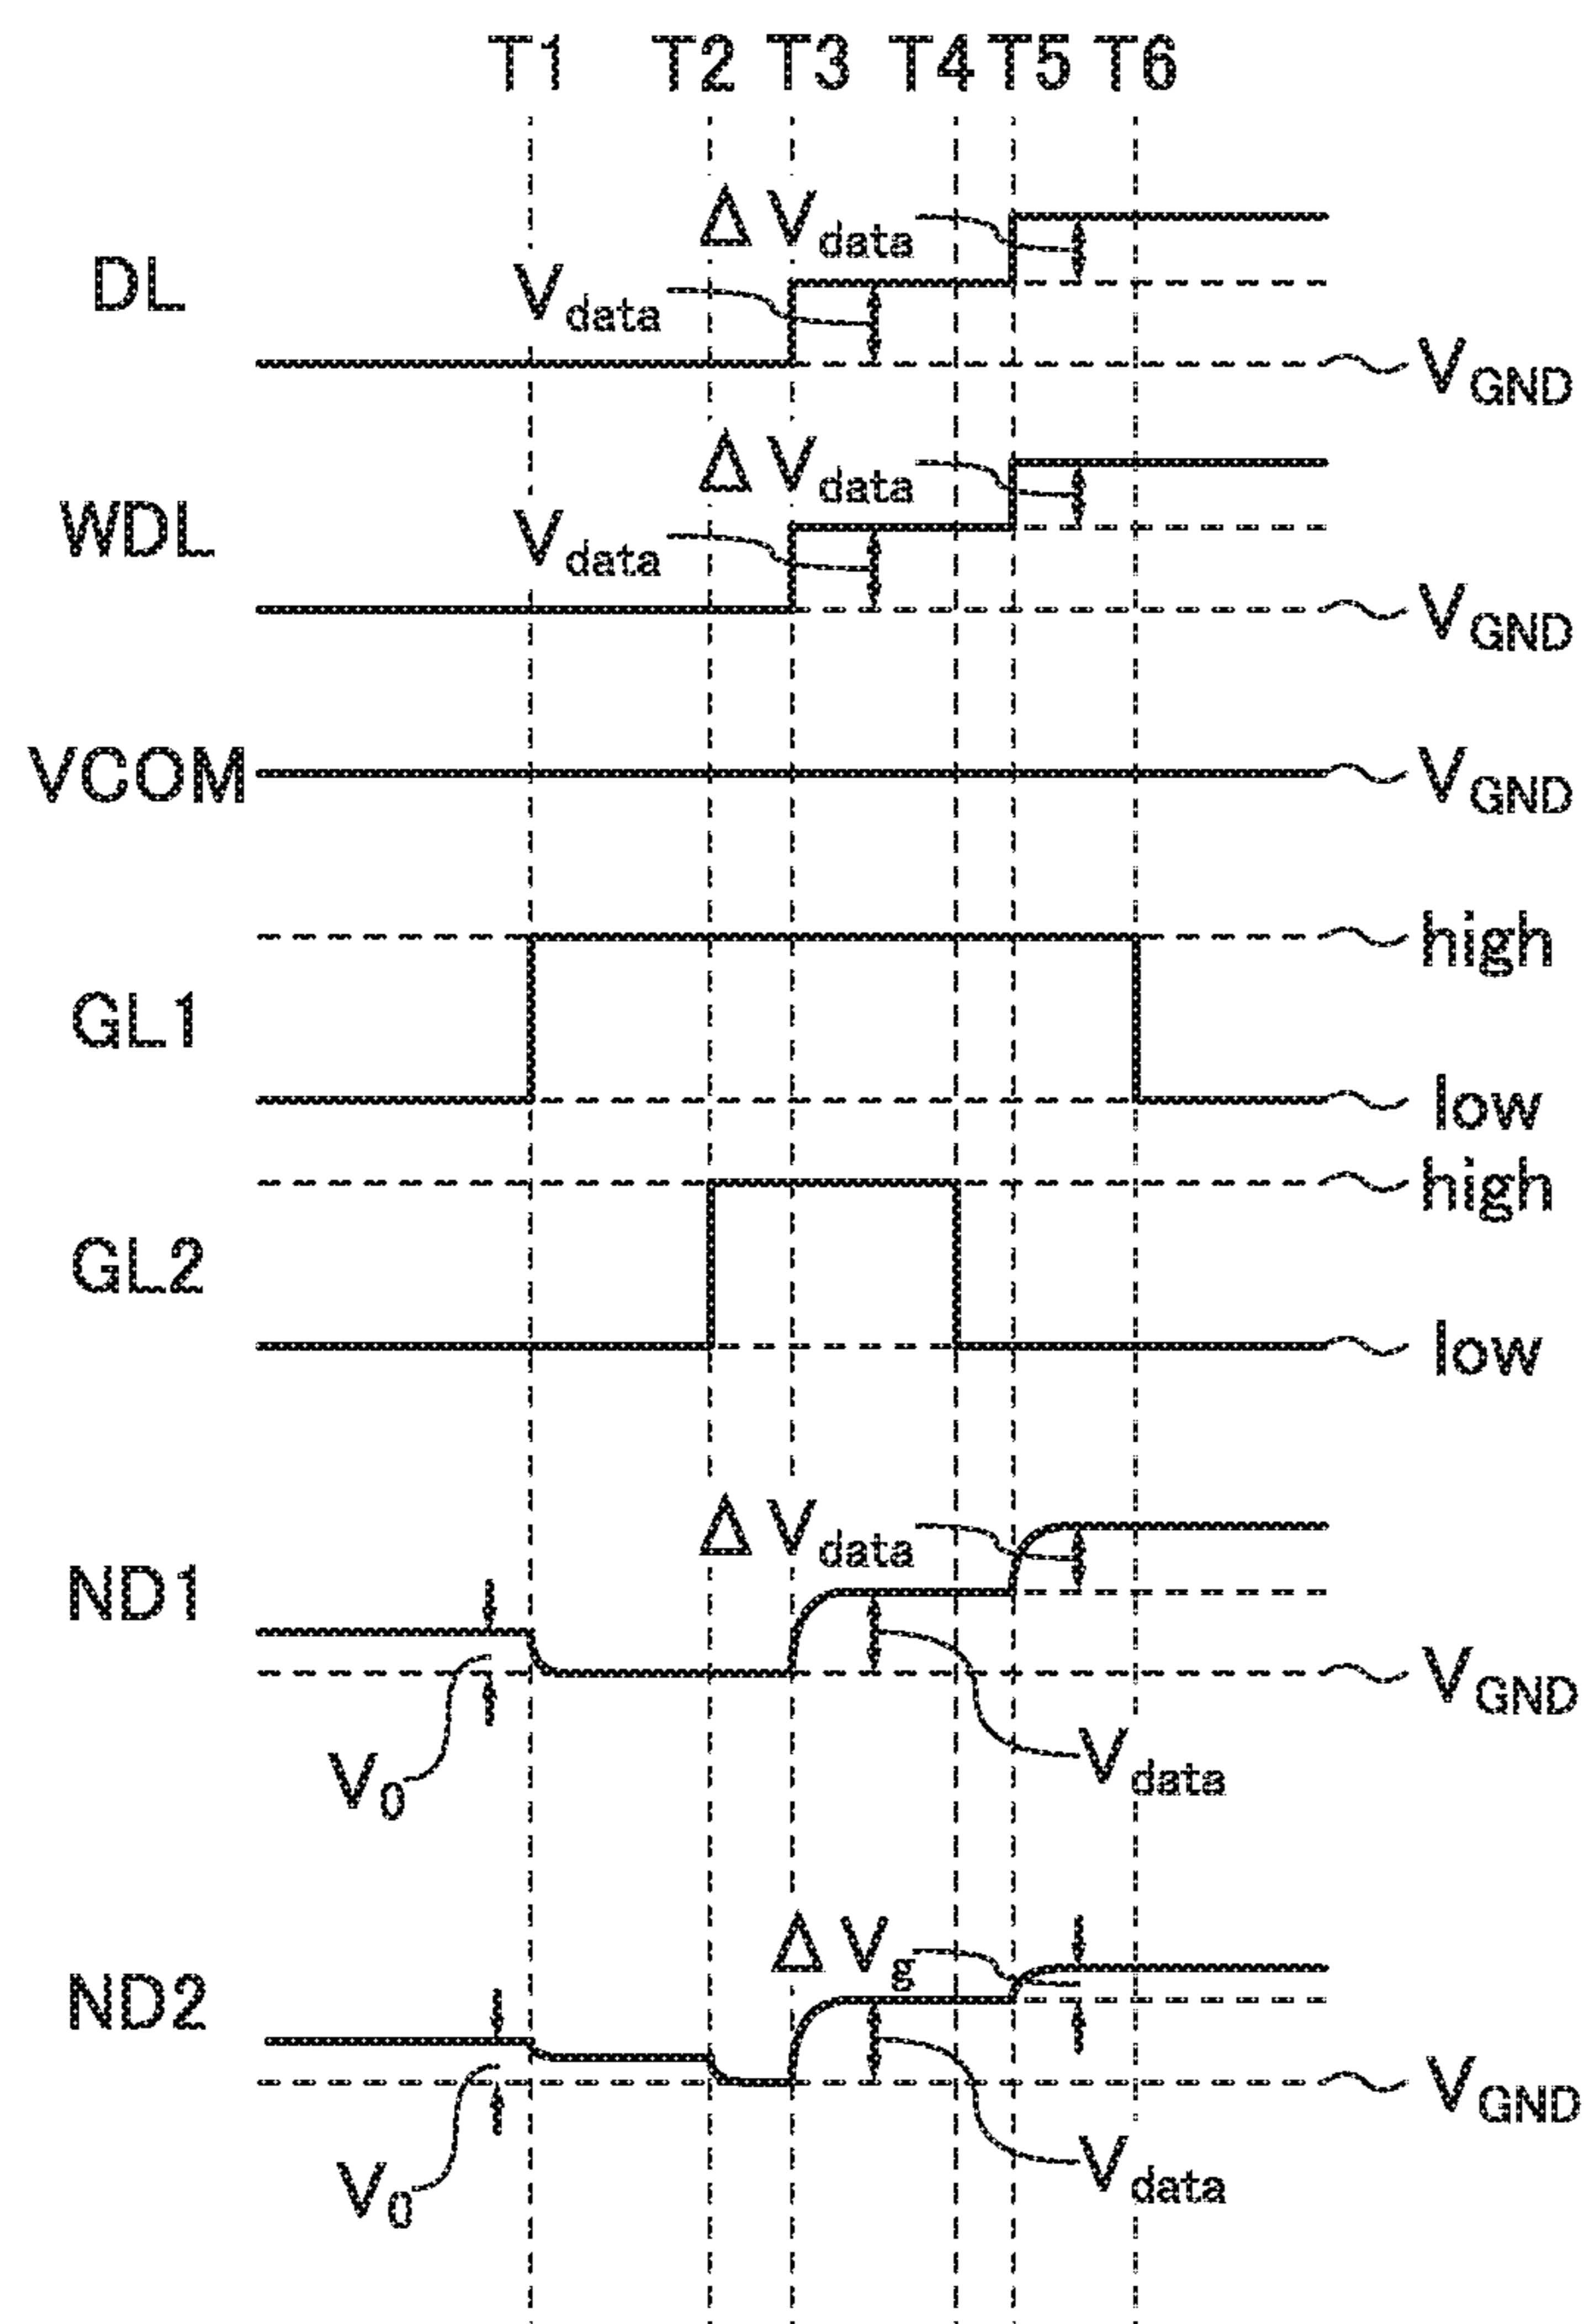 T1 T2 T3 T4 T5 T6
ΔVdata
DL
Vdata
VGND
ΔVdata
WDL
Vdata
VGND
VCOM
VGND
high
GL1
low
high
GL2
low
ΔVdata
ND1
VGND
V0
Vdata
ΔVg
ND2
VGND
V0
Vdata